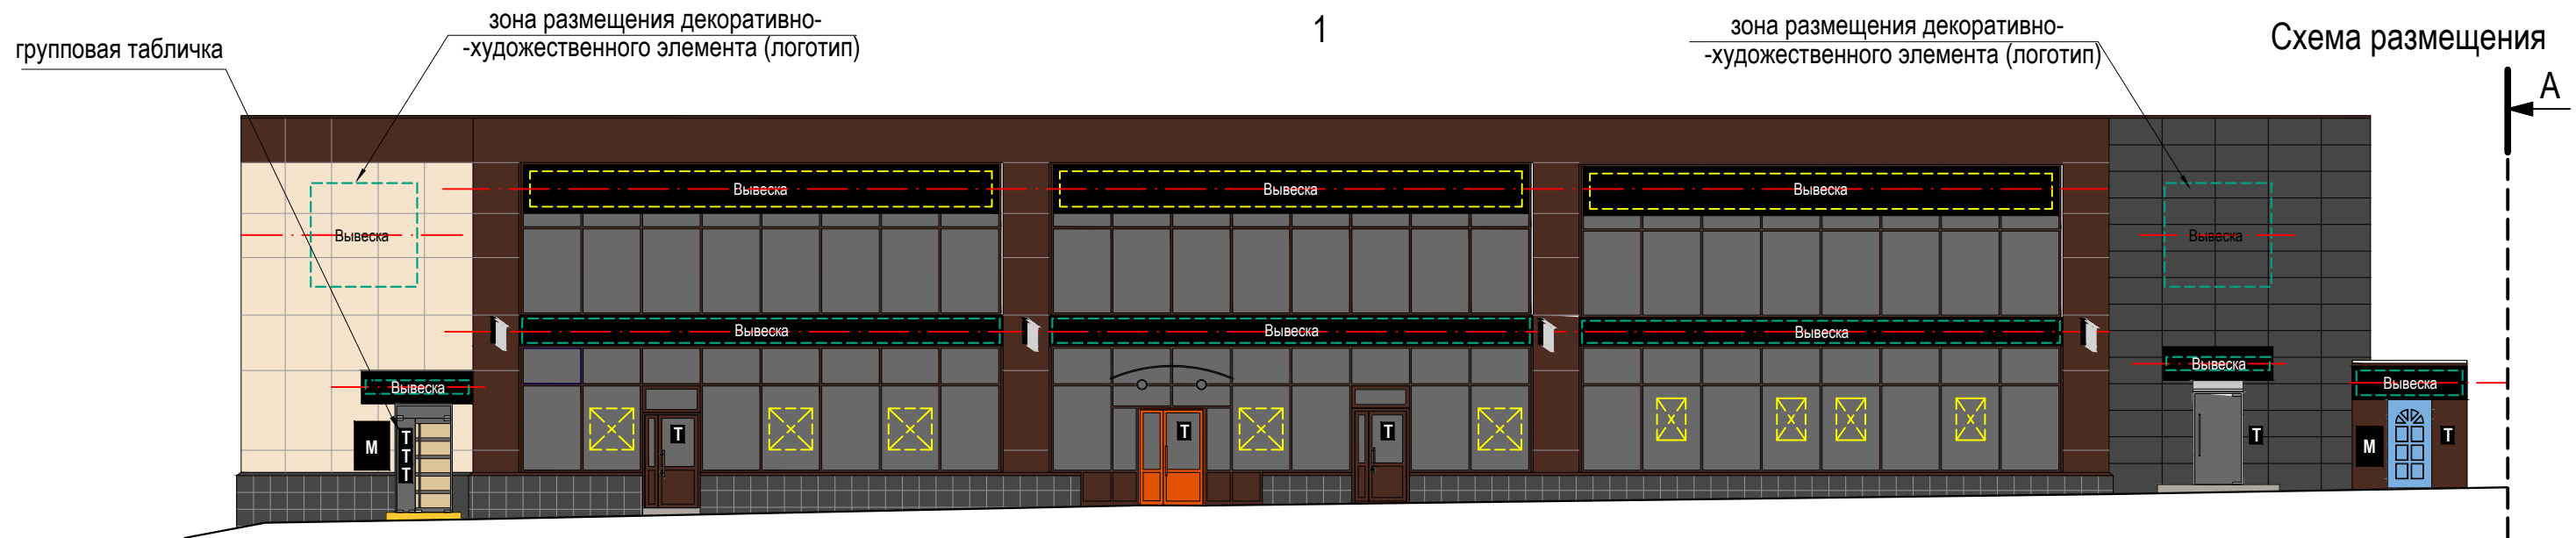 зона размещения декоративно-
-художественного элемента (логотип)
групповая табличка
1
зона размещения декоративно-
-художественного элемента (логотип)
Схема размещения
А
Вывеска
Вывеска
Вывеска
Вывеска
Вывеска
Вывеска
Вывеска
Вывеска
Вывеска
Вывеска
Вывеска
М
Т
Т
Т
Т
Т
Т
Т
М
Т